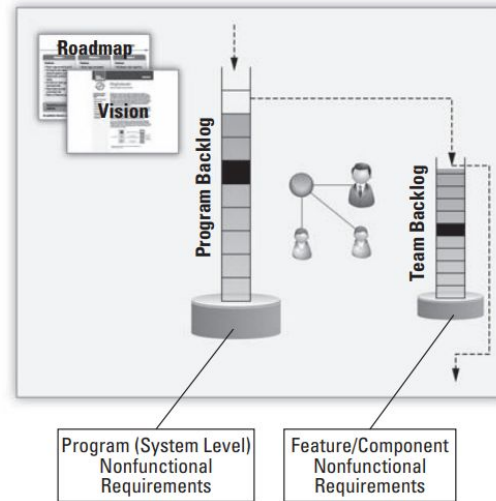 Roadmap
Vision
Program Backlog
Team Backlog
Program (System Level)
Nonfunctional
Requirements
Feature/Component
Nonfunctional
Requirements